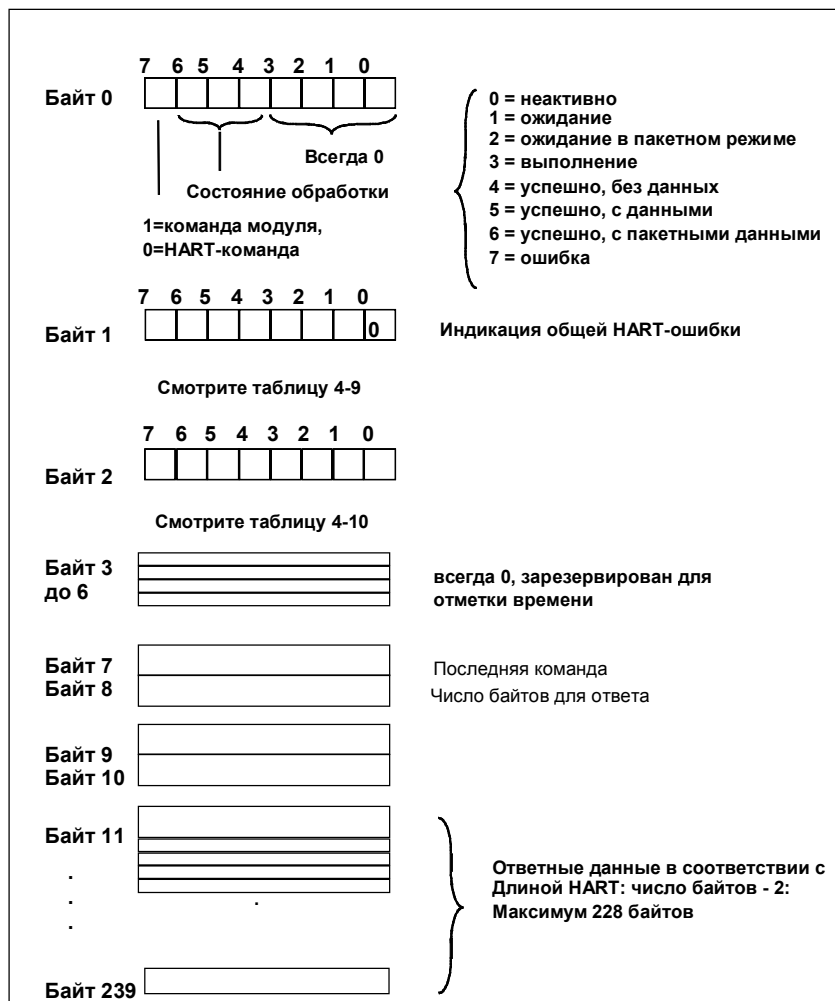 7 6 5 4 3 2 1 0
Байт 0
Всегда 0
Состояние обработки
1=команда модуля,
0=HART-команда
0 = неактивно
1 = ожидание
2 = ожидание в пакетном режиме
3 = выполнение
4 = успешно, без данных
5 = успешно, с данными
6 = успешно, с пакетными данными
7 = ошибка
7 6 5 4 3 2 1 0
Байт 1
0
Индикация общей HART-ошибки
Смотрите таблицу 4-9
7 6 5 4 3 2 1 0
Байт 2
Смотрите таблицу 4-10
Байт 3
до 6
всегда 0, зарезервирован для
отметки времени
Байт 7
Последняя команда
Байт 8
Число байтов для ответа
Байт 9
Байт 10
Байт 11
.
.
.
.
Ответные данные в соответствии с
Длиной HART: число байтов - 2:
Максимум 228 байтов
Байт 239